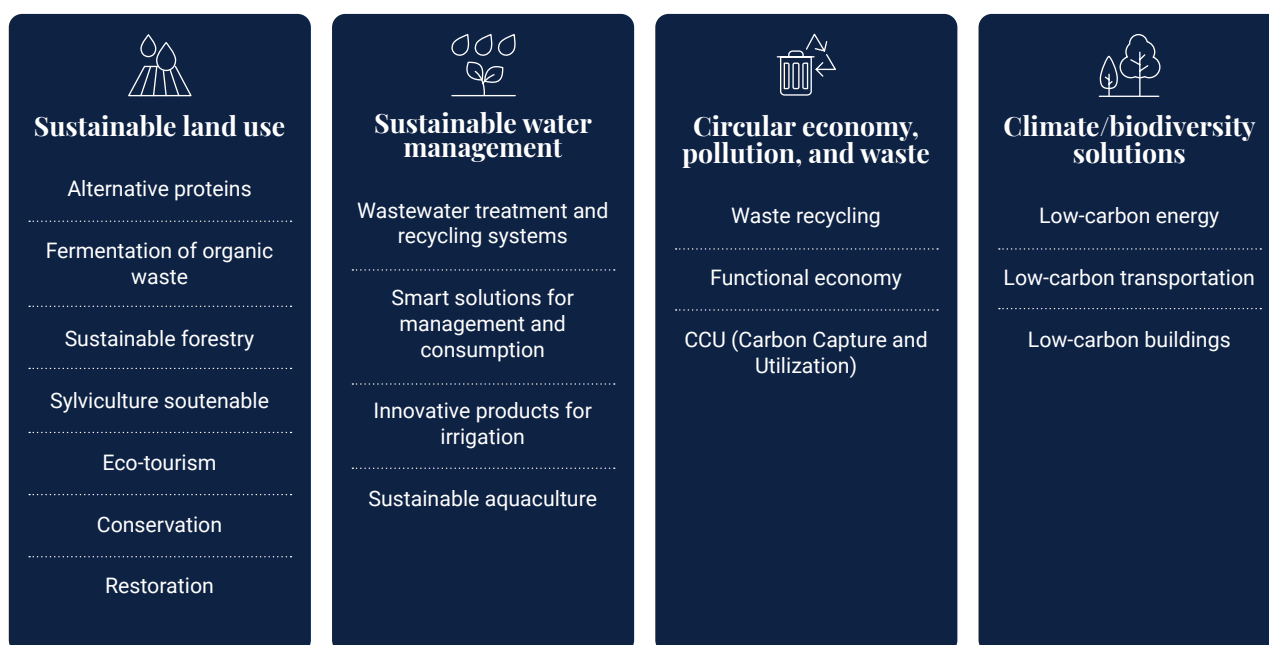 Sustainable land use
Alternative proteins
Fermentation of organic
waste
Sustainable forestry
Sylviculture soutenable
Eco-tourism
Conservation
Restoration
Sustainable water
management
Wastewater treatment and
recycling systems
Smart solutions for
management and
consumption
Innovative products for
irrigation
Sustainable aquaculture
Circular economy,
pollution, and waste
Waste recycling
Functional economy
CCU (Carbon Capture and
Utilization)
Climate/biodiversity
solutions
Low-carbon energy
Low-carbon transportation
Low-carbon buildings